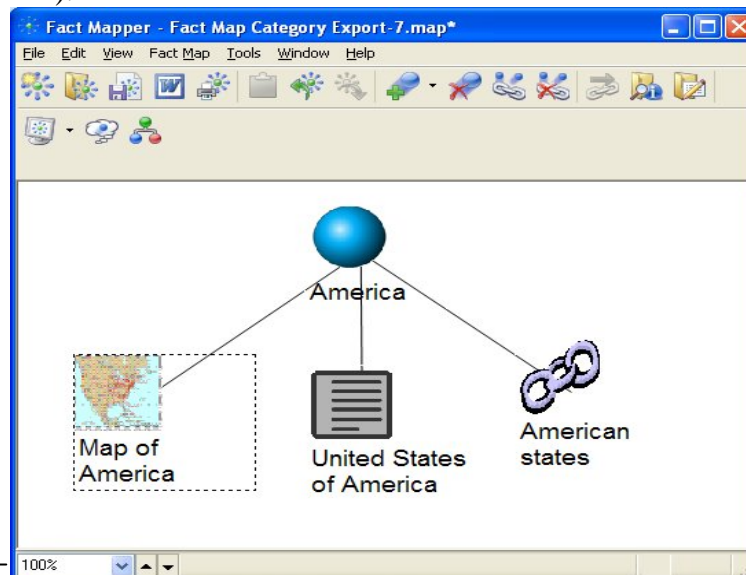 Fact Mapper - Fact Map Category Export-7.map*
File Edit View Fact Map Tools Window Help
America
Map of
America
United States
of America
American
states
100%